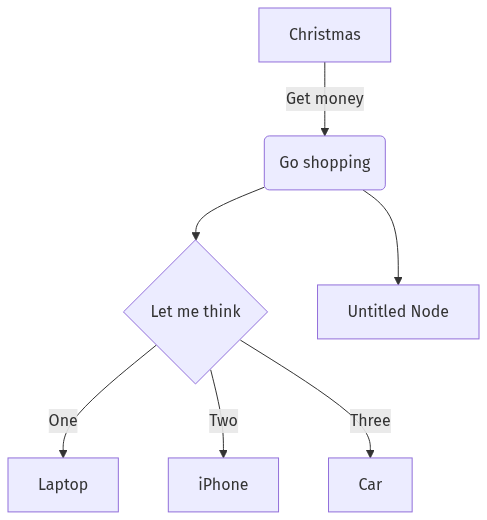 Christmas
Get money
Go shopping
Let me think
Untitled Node
One
Two
Three
Laptop
iPhone
Car